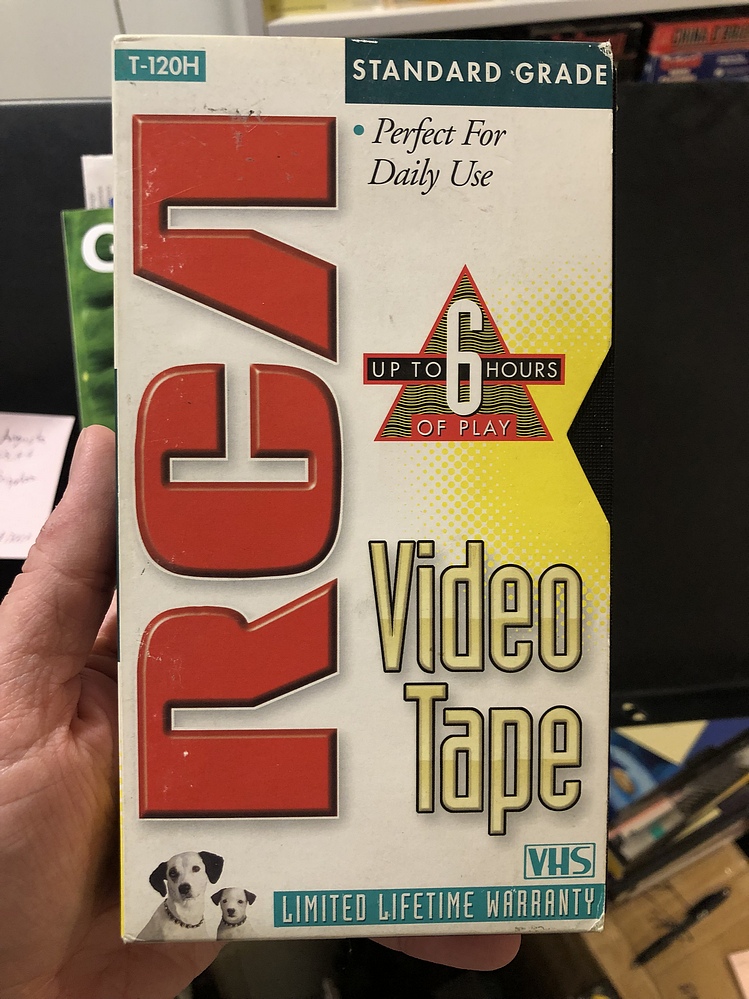 T-120H
STANDARD GRADE
• Perfect For
Daily Use
RCA
UP TO 6 HOURS
OF PLAY
Video
Tape
VHS
LIMITED LIFETIME WARRANTY
G